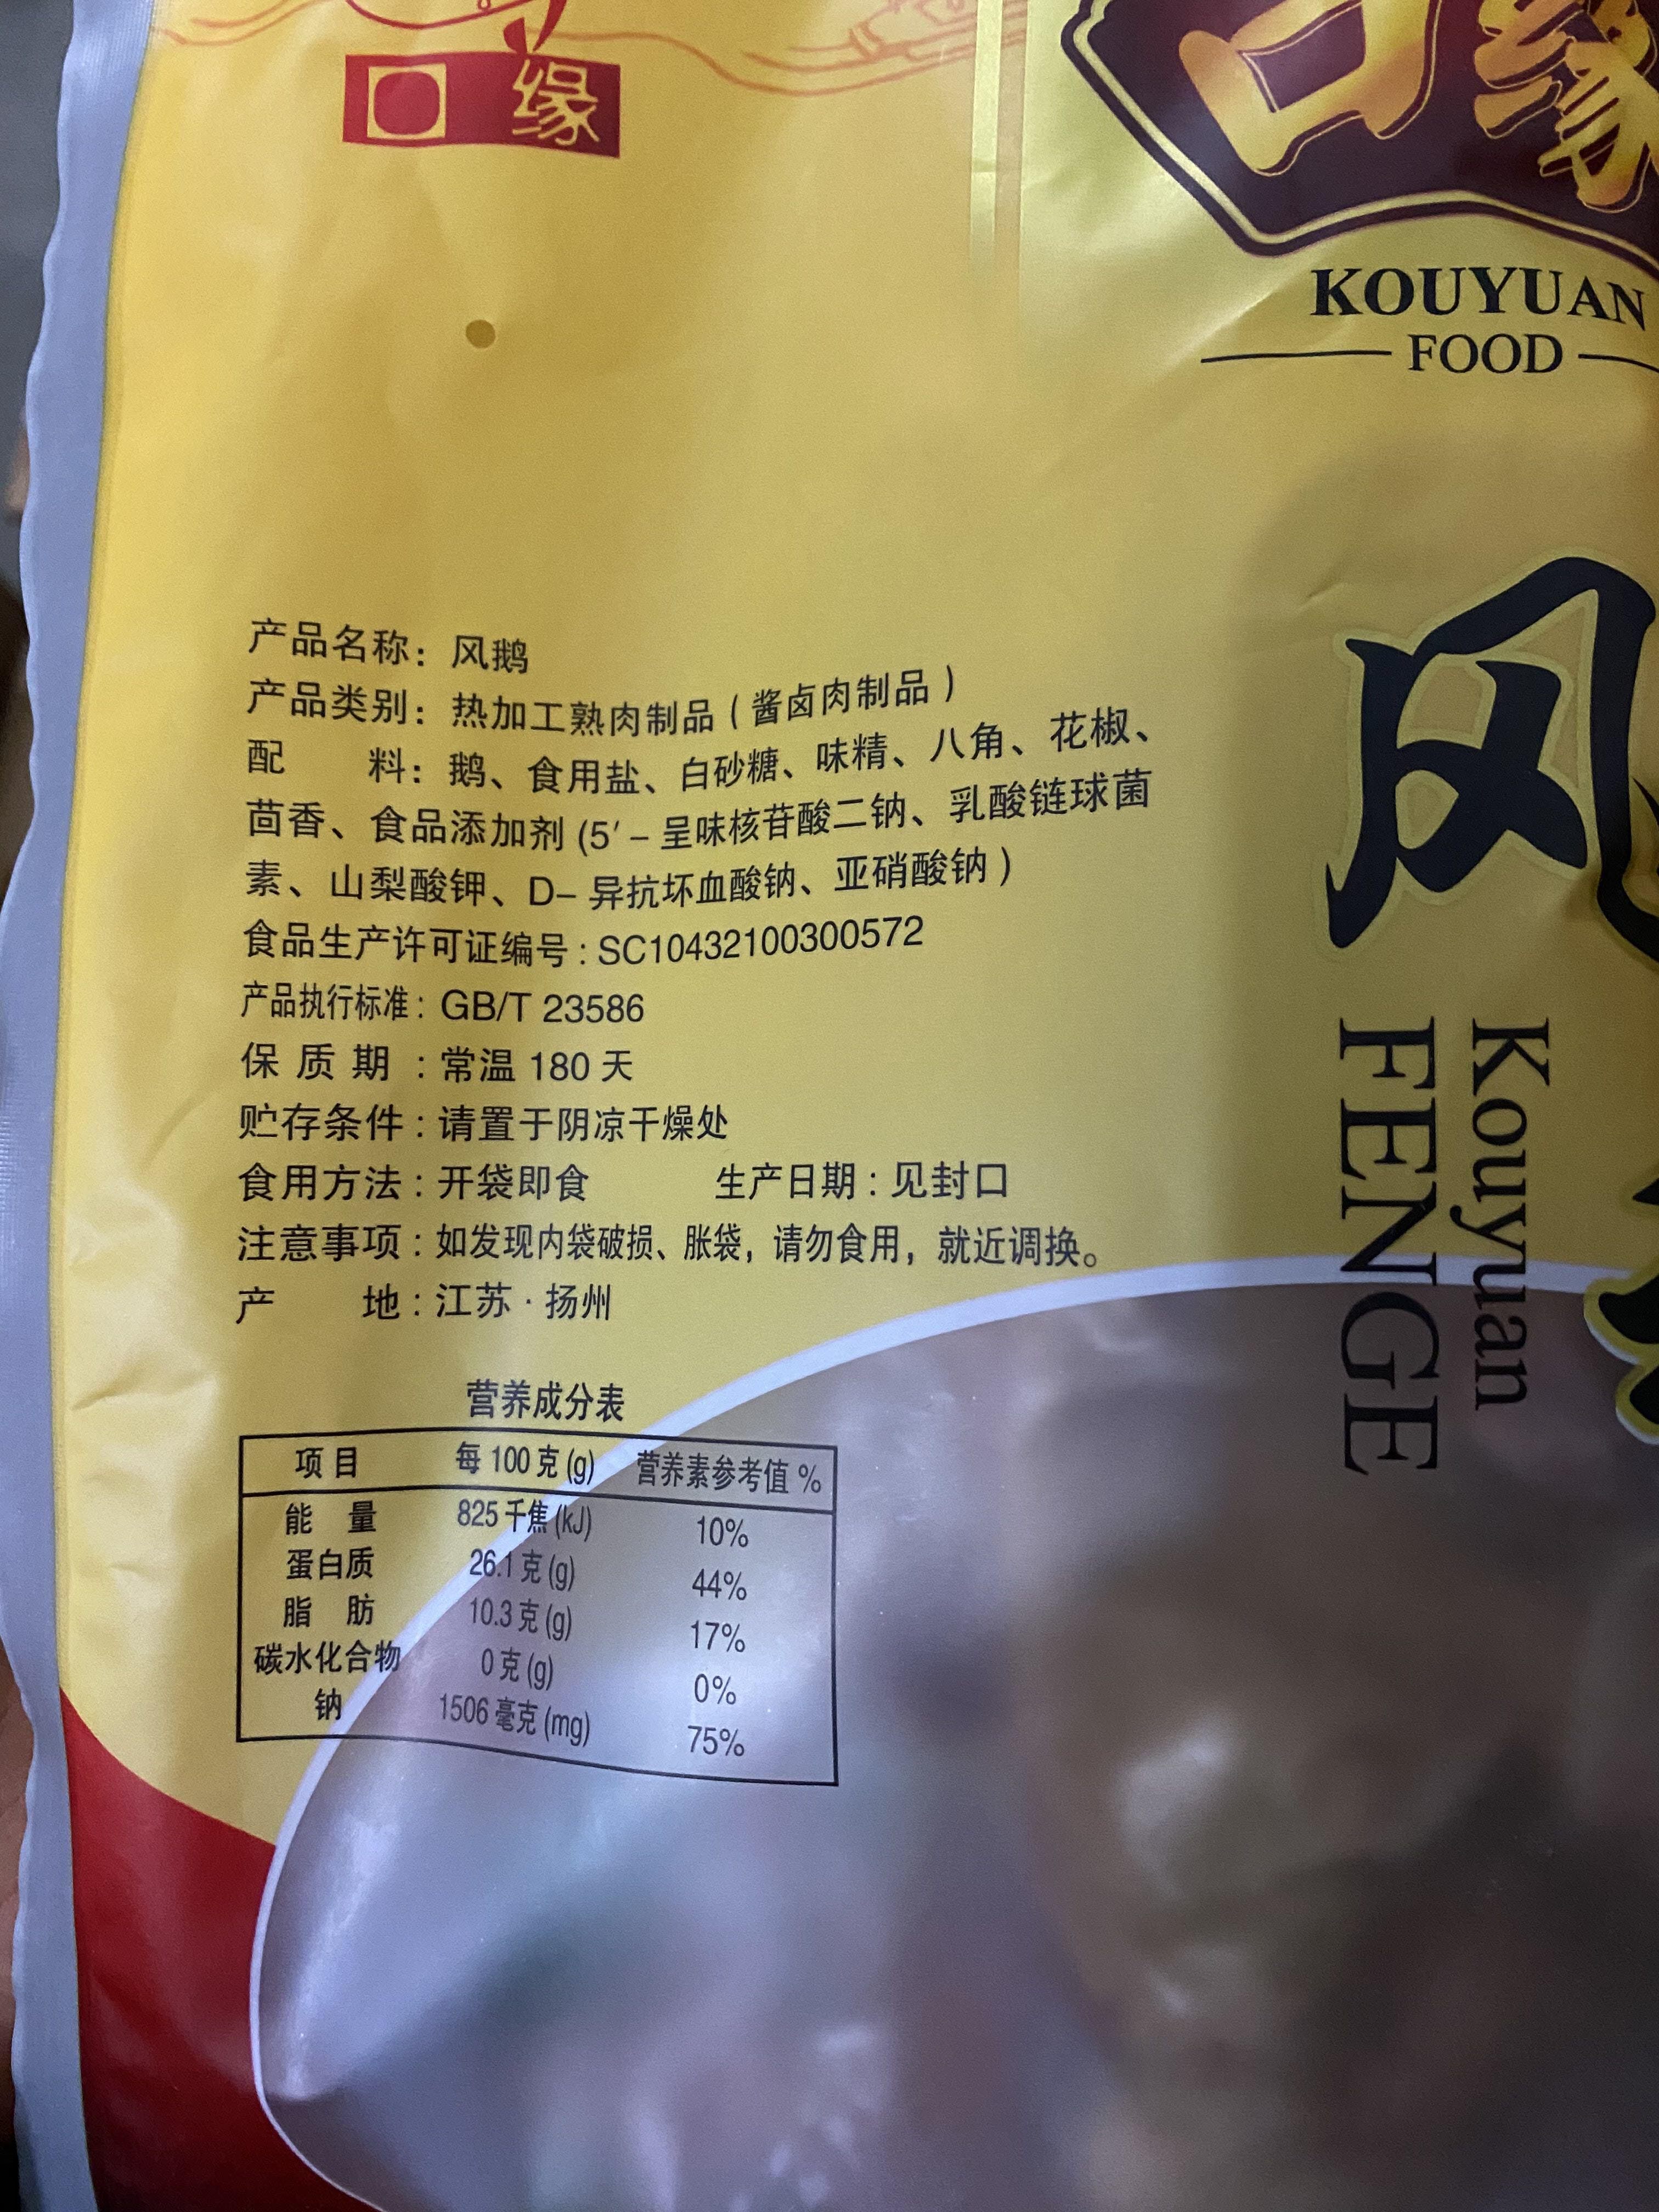 口缘
口缘
KOUYUAN
FOOD
风
Kouyuan
FENGE
产品名称：风鹅
产品类别：热加工熟肉制品（酱卤肉制品）
配 料：鹅、食用盐、白砂糖、味精、八角、花椒、
茴香、食品添加剂 (5′–呈味核苷酸二钠、乳酸链球菌
素、山梨酸钾、D–异抗坏血酸钠、亚硝酸钠)
食品生产许可证编号：SC10432100300572
产品执行标准：GB/T 23586
保 质 期 ：常温 180 天
贮存条件：请置于阴凉干燥处
食用方法：开袋即食 生产日期：见封口
注意事项：如发现内袋破损、胀袋，请勿食用，就近调换。
产 地：江苏·扬州
营养成分表
项目 每 100 克 (g) 营养素参考值 %
能 量 825 千焦 (kJ) 10%
蛋白质 26.1 克 (g) 44%
脂 肪 10.3 克 (g) 17%
碳水化合物 0 克 (g) 0%
钠 1506 毫克 (mg) 75%